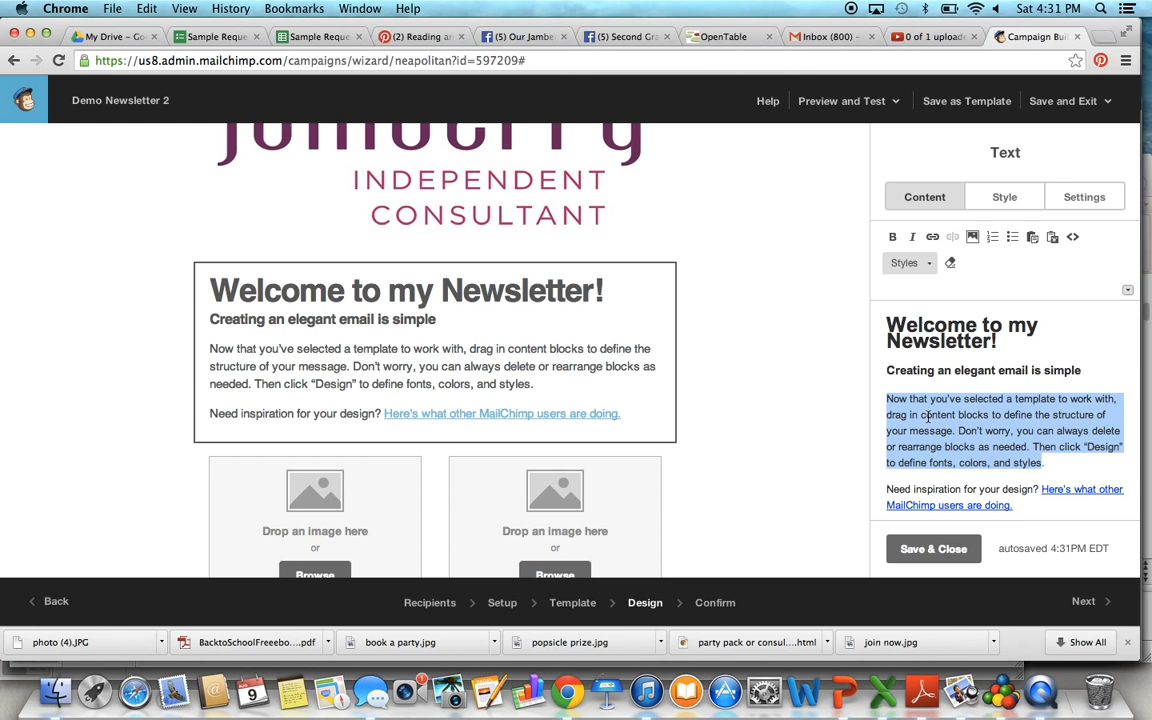 Chrome File Edit View History Bookmarks Window Help Sat 4:31 PM
My Drive – Go Sample Reque Sample Reque (2) Reading a (5) Our Jambe (5) Second Gra OpenTable Inbox (800) – 0 of 1 uploade Campaign Buil
https://us8.admin.mailchimp.com/campaigns/wizard/neapolitan?id=597209#
Demo Newsletter 2 Help Preview and Test Save as Template Save and Exit
jamberry
INDEPENDENT
CONSULTANT
Welcome to my Newsletter!
Creating an elegant email is simple
Now that you've selected a template to work with, drag in content blocks to define the
structure of your message. Don't worry, you can always delete or rearrange blocks as
needed. Then click “Design” to define fonts, colors, and styles.
Need inspiration for your design? Here's what other MailChimp users are doing.
Drop an image here
or
Browse
Drop an image here
or
Browse
Text
Content Style Settings
B I
Styles
Welcome to my
Newsletter!
Creating an elegant email is simple
Now that you've selected a template to work with,
drag in content blocks to define the structure of
your message. Don't worry, you can always delete
or rearrange blocks as needed. Then click “Design”
to define fonts, colors, and styles.
Need inspiration for your design? Here's what other
MailChimp users are doing.
Save & Close autosaved 4:31PM EDT
Back Recipients Setup Template Design Confirm Next
photo (4).JPG BacktoSchoolFreeebo....pdf book a party.jpg popsicle prize.jpg party pack or consul....html join now.jpg Show All
9
1